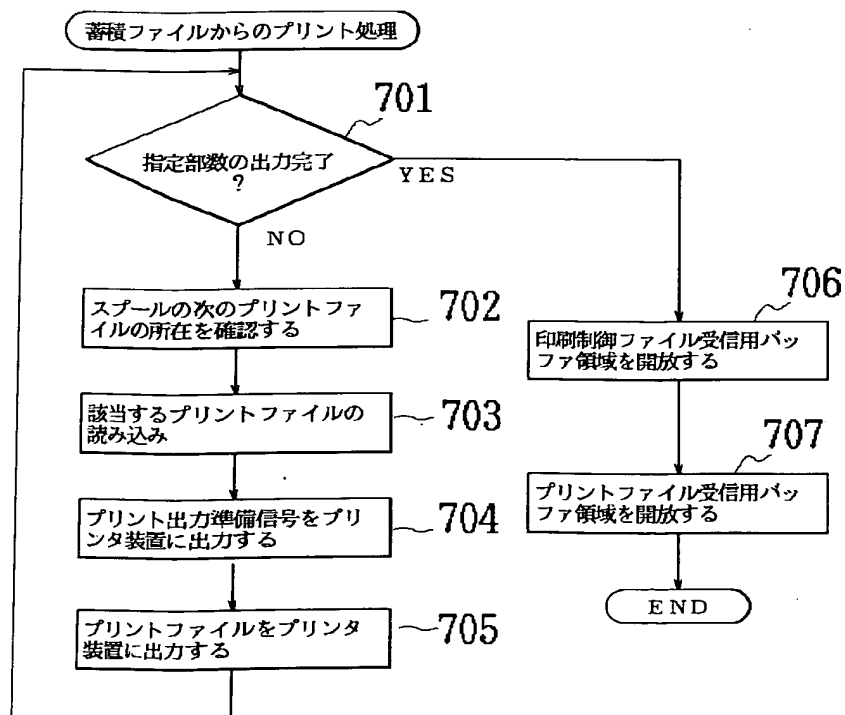 蓄積ファイルからのプリント処理
701
指定部数の出力完了
?
YES
NO
スプールの次のプリントファ
イルの所在を確認する
702
該当するプリントファイルの
読み込み
703
プリント出力準備信号をプリ
ンタ装置に出力する
704
プリントファイルをプリンタ
装置に出力する
705
706
印刷制御ファイル受信用バッ
ファ領域を開放する
707
プリントファイル受信用バッ
ファ領域を開放する
END